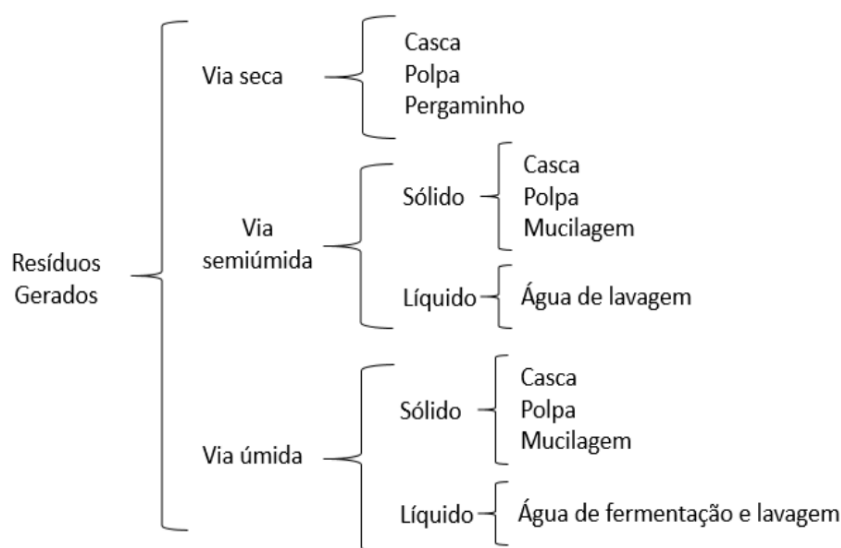 Resíduos
Gerados
Via seca
Casca
Polpa
Pergaminho
Via
semiúmida
Sólido
Casca
Polpa
Mucilagem
Líquido
Água de lavagem
Via úmida
Sólido
Casca
Polpa
Mucilagem
Líquido
Água de fermentação e lavagem